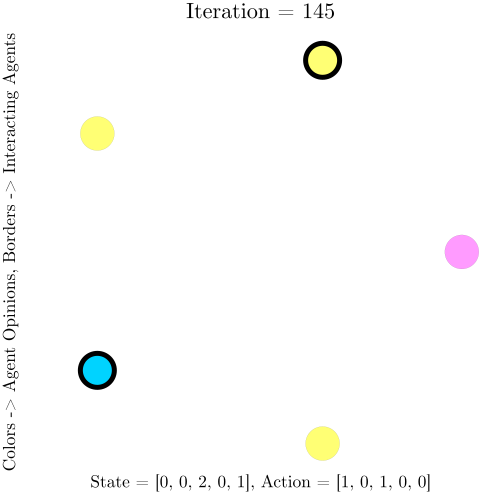 Iteration = 145
Colors -> Agent Opinions, Borders -> Interacting Agents
State = [0, 0, 2, 0, 1], Action = [1, 0, 1, 0, 0]